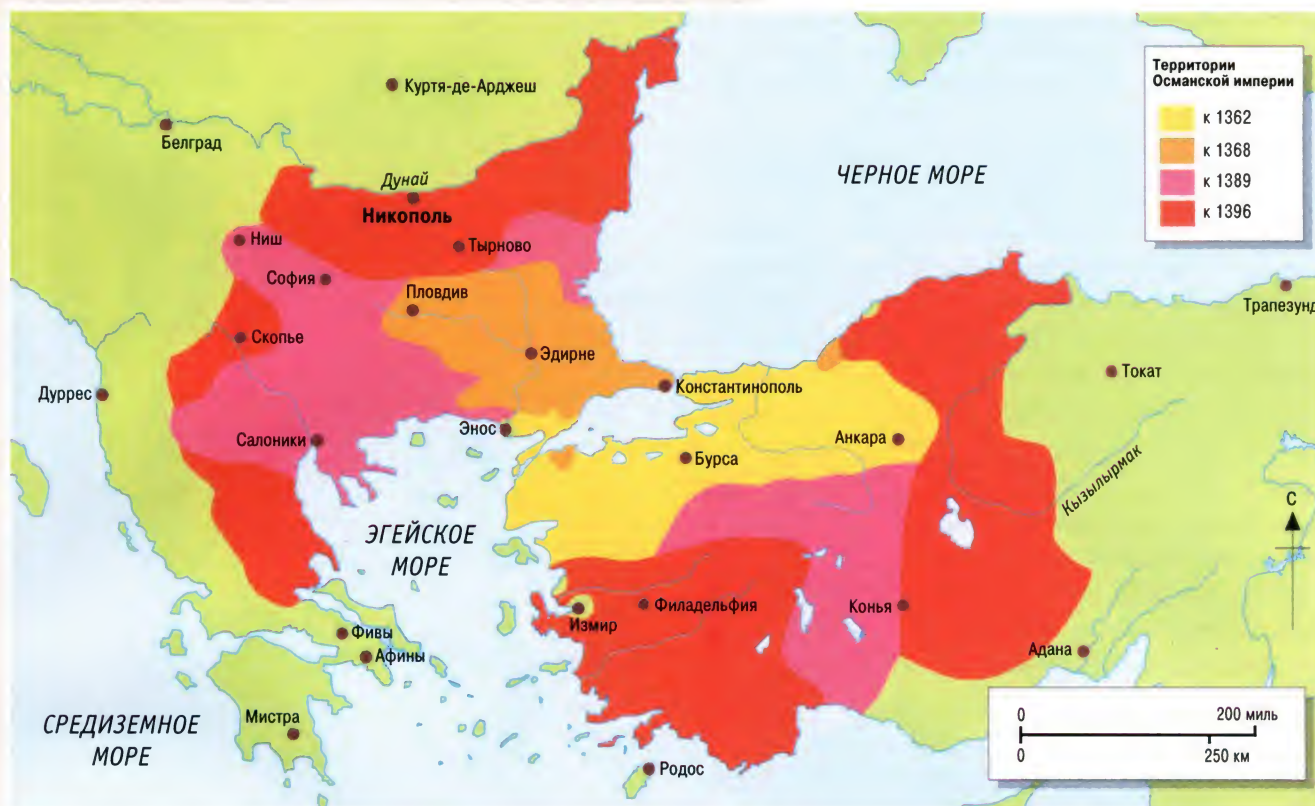 Куртя-де-Арджеш
Белград
Дунай
Никополь
Ниш
Тырново
София
Пловдив
Скопье
Эдирне
Дуррес
Константинополь
Энос
Салоники
Бурса
Анкара
ЧЕРНОЕ МОРЕ
Территории
Османской империи
к 1362
к 1368
к 1389
к 1396
Трапезунд
Токат
Кызылырмак
С
ЭГЕЙСКОЕ
МОРЕ
Измир
Филадельфия
Конья
Адана
Фивы
Афины
Мистра
СРЕДИЗЕМНОЕ
МОРЕ
Родос
0 200 миль
0 250 км